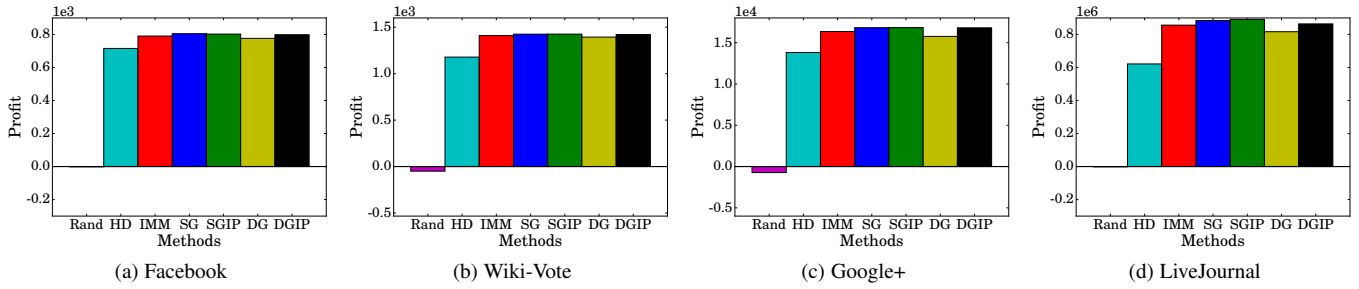 1e3
0.8
0.6
0.4
0.2
0.0
-0.2
Profit
Rand HD IMM SG SGIP DG DGIP
Methods
(a) Facebook
1e3
1.5
1.0
0.5
0.0
-0.5
Profit
Rand HD IMM SG SGIP DG DGIP
Methods
(b) Wiki-Vote
1e4
1.5
1.0
0.5
0.0
-0.5
Profit
Rand HD IMM SG SGIP DG DGIP
Methods
(c) Google+
1e6
0.8
0.6
0.4
0.2
0.0
-0.2
Profit
Rand HD IMM SG SGIP DG DGIP
Methods
(d) LiveJournal